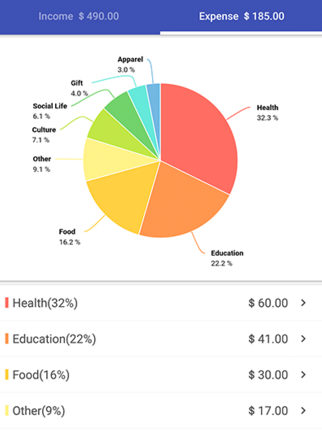 Income $ 490.00
Expense $ 185.00
Apparel
3.0 %
Gift
4.0 %
Social Life
6.1 %
Culture
7.1 %
Other
9.1 %
Food
16.2 %
Health
32.3 %
Education
22.2 %
Health(32%) $ 60.00 >
Education(22%) $ 41.00 >
Food(16%) $ 30.00 >
Other(9%) $ 17.00 >